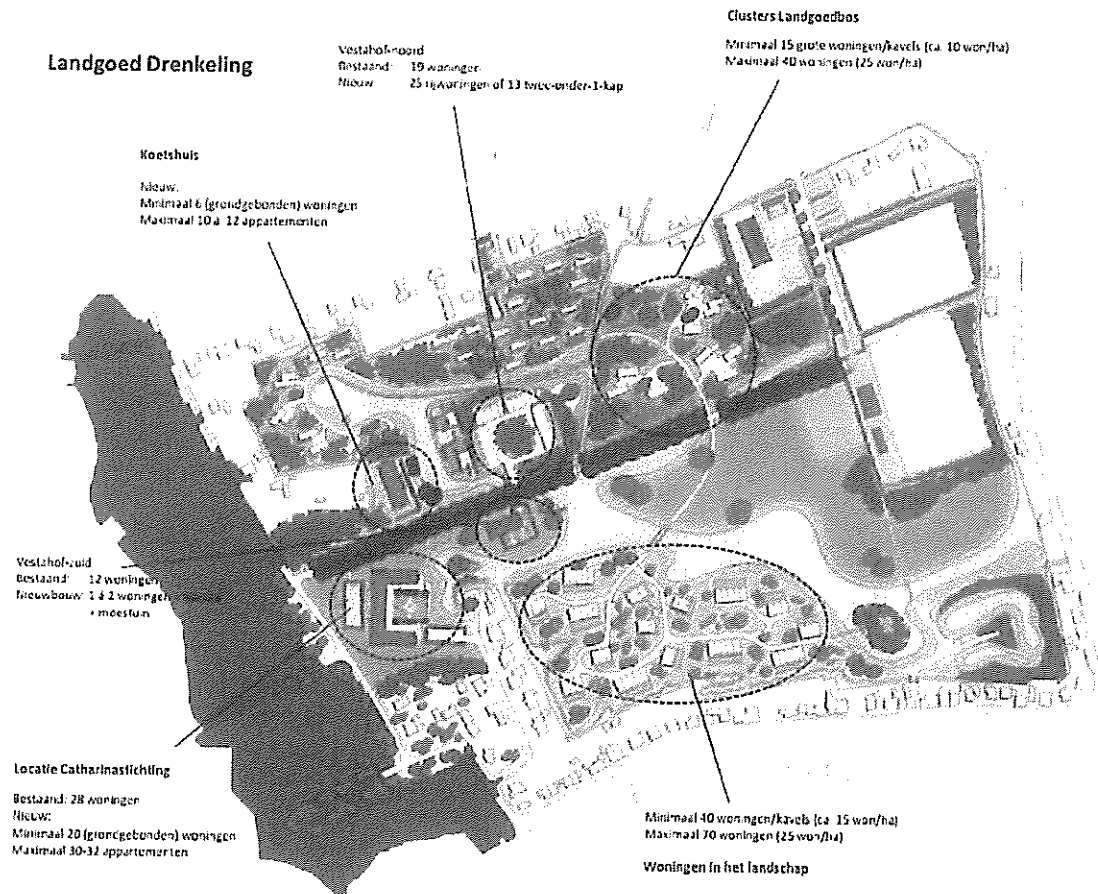 Landgoed Drenkeling
Vestahof-noord
Bestaand: 19 woningen
Nieuw: 25 rijwoningen of 13 twee-onder-1-kap
Clusters Landgoedbos
Minimaal 15 grote woningen/kavels (ca. 10 won/ha)
Maximaal 40 woningen (25 won/ha)
Koetshuis
Nieuw:
Minimaal 6 (grondgebonden) woningen
Maximaal 10 à 12 appartementen
Vestahof-zuid
Bestaand: 12 woningen
Nieuwbouw: 1 à 2 woningen
+ moestuin
Locatie Catharinastichting
Bestaand: 28 woningen
Nieuw:
Minimaal 20 (grondgebonden) woningen
Maximaal 30-32 appartementen
Minimaal 40 woningen/kavels (ca. 15 won/ha)
Maximaal 70 woningen (25 won/ha)
Woningen in het landschap